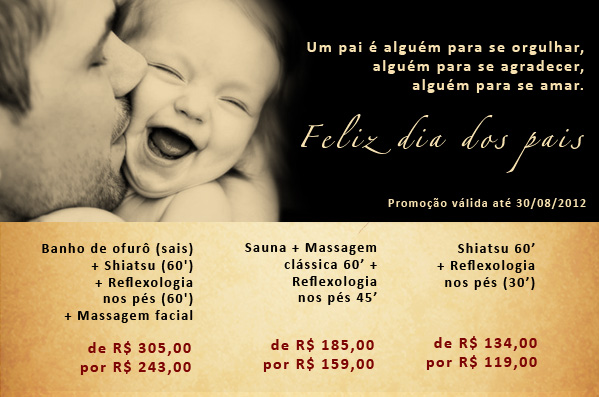 Um pai é alguém para se orgulhar,
alguém para se agradecer,
alguém para se amar.
Feliz dia dos pais
Promoção válida até 30/08/2012
Banho de ofurô (sais)
+ Shiatsu (60')
+ Reflexologia
nos pés (60')
+ Massagem facial
de R$ 305,00
por R$ 243,00
Sauna + Massagem
clássica 60’ +
Reflexologia
nos pés 45’
de R$ 185,00
por R$ 159,00
Shiatsu 60’
+ Reflexologia
nos pés (30’)
de R$ 134,00
por R$ 119,00